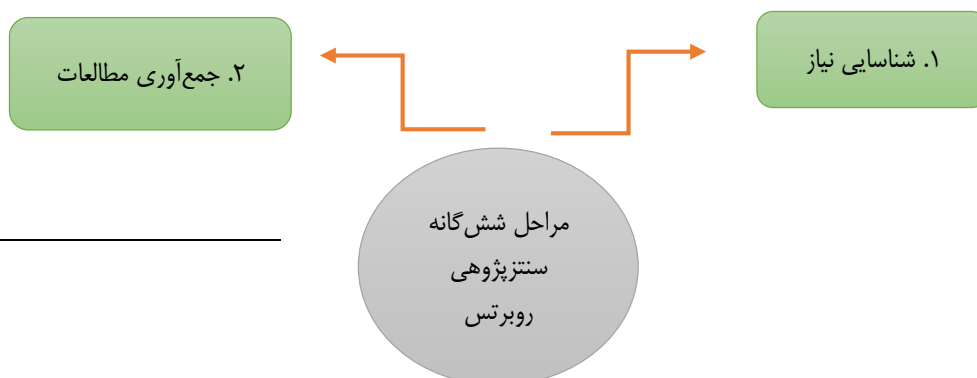 ۱. شناسایی نیاز
۲. جمع‌آوری مطالعات
مراحل شش‌گانه
سنتزپژوهی
روبرتس